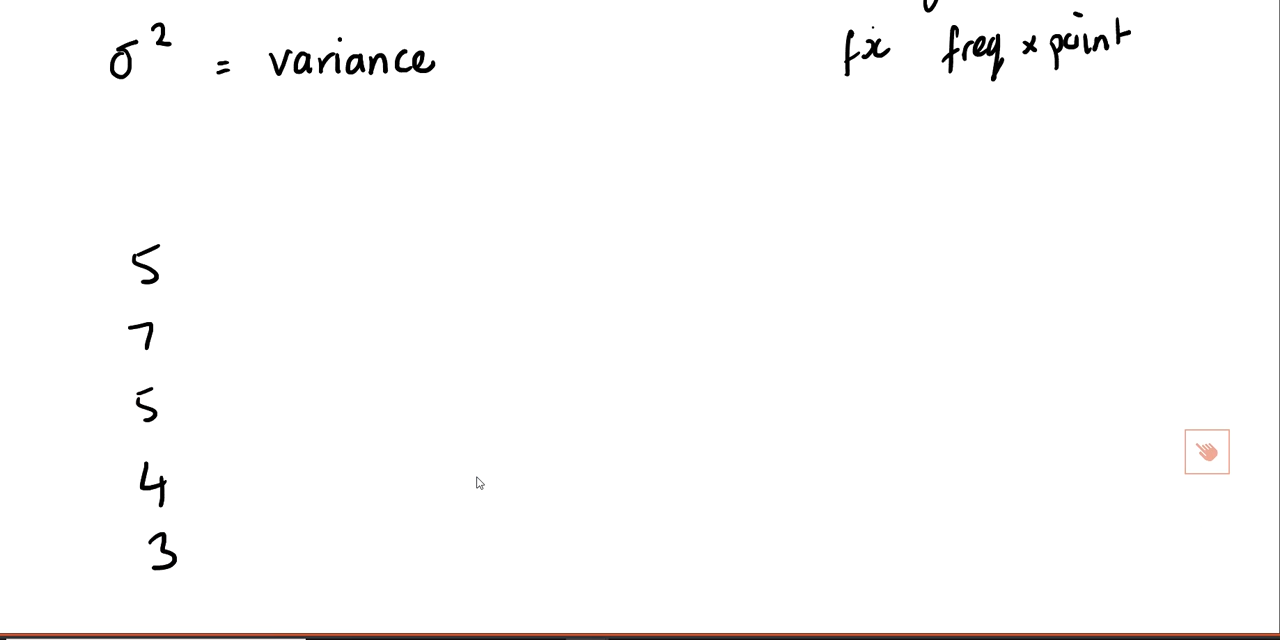 σ² = variance
fx freq × point
5
7
5
4
3